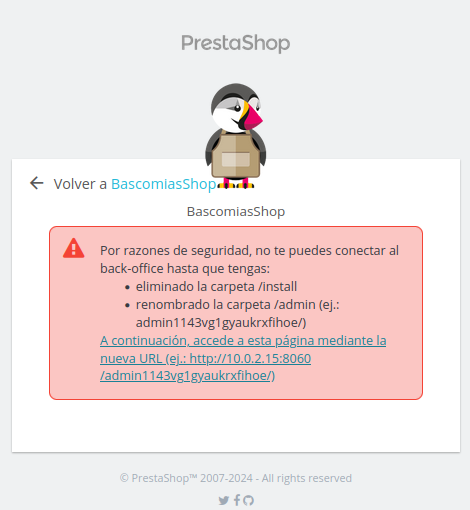 PrestaShop
Volver a BascomiasShop
BascomiasShop
Por razones de seguridad, no te puedes conectar al
back-office hasta que tengas:
• eliminado la carpeta /install
• renombrado la carpeta /admin (ej.:
admin1143vg1gyaukrxfihoe/)
A continuación, accede a esta página mediante la
nueva URL (ej.: http://10.0.2.15:8060
/admin1143vg1gyaukrxfihoe/)
© PrestaShop™ 2007-2024 - All rights reserved